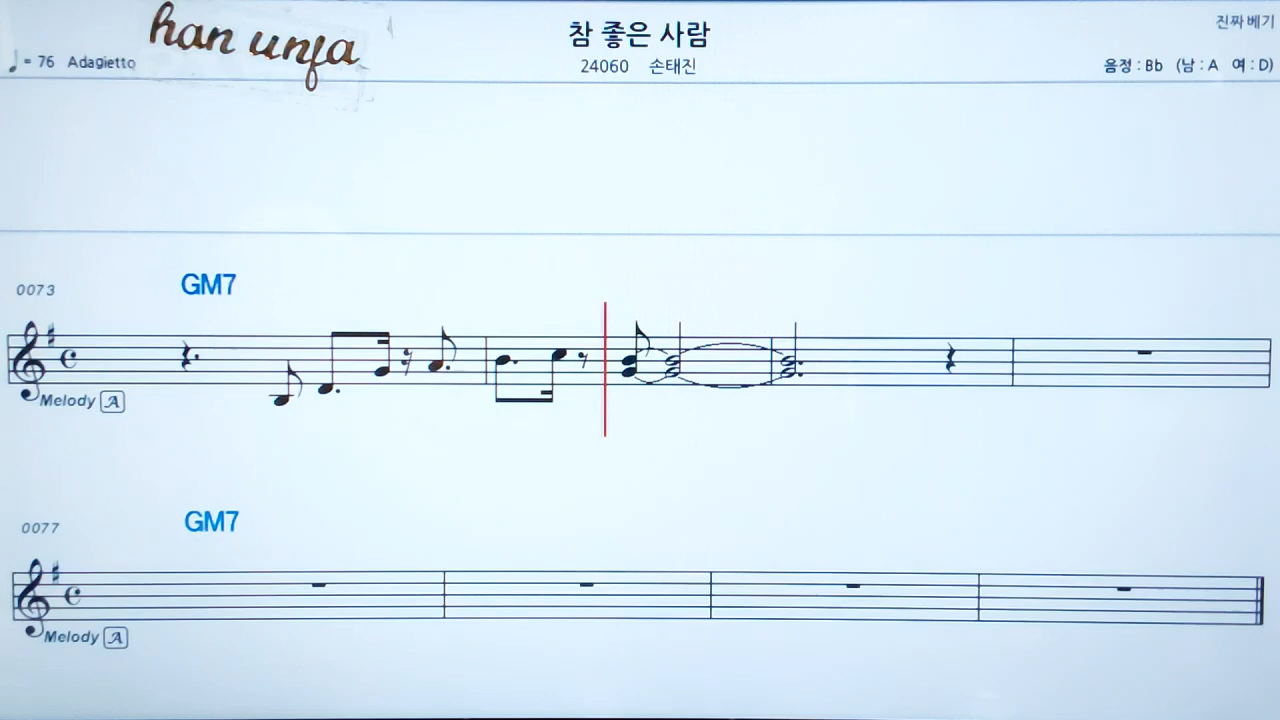 han unja
참 좋은 사람
진짜 베기
♩ = 76 Adagietto
24060 손태진
음정 : Bb (남 : A 여 : D)
0073
GM7
Melody A
0077
GM7
Melody A